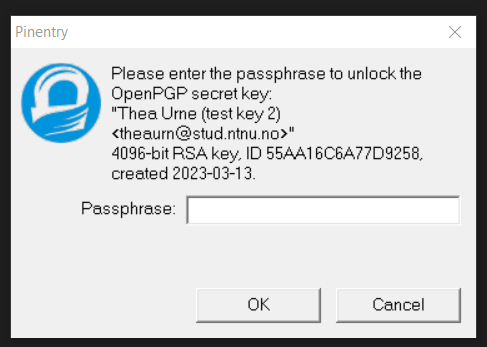 Pinentry
Please enter the passphrase to unlock the
OpenPGP secret key:
"Thea Urne (test key 2)
<theaurn@stud.ntnu.no>"
4096-bit RSA key, ID 55AA16C6A77D9258,
created 2023-03-13.
Passphrase:
OK Cancel